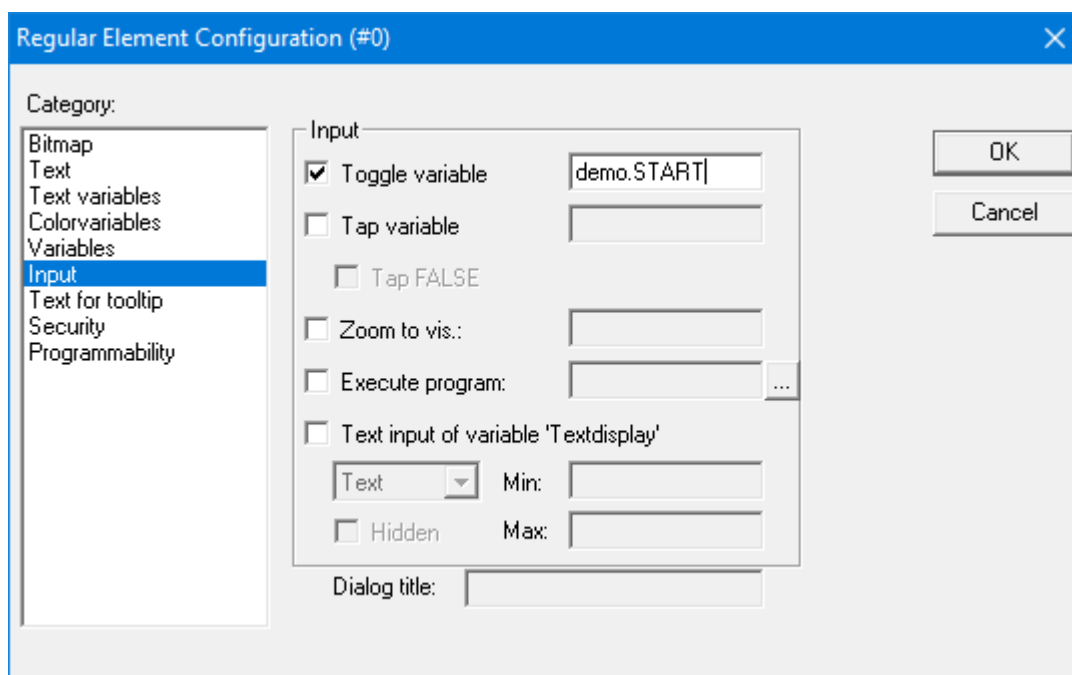 Regular Element Configuration (#0)
Category:
Bitmap
Text
Text variables
Colorvariables
Variables
Input
Text for tooltip
Security
Programmability
Input
Toggle variable demo.START
Tap variable
Tap FALSE
Zoom to vis.:
Execute program: ...
Text input of variable 'Textdisplay'
Text Min:
Hidden Max:
Dialog title:
OK
Cancel